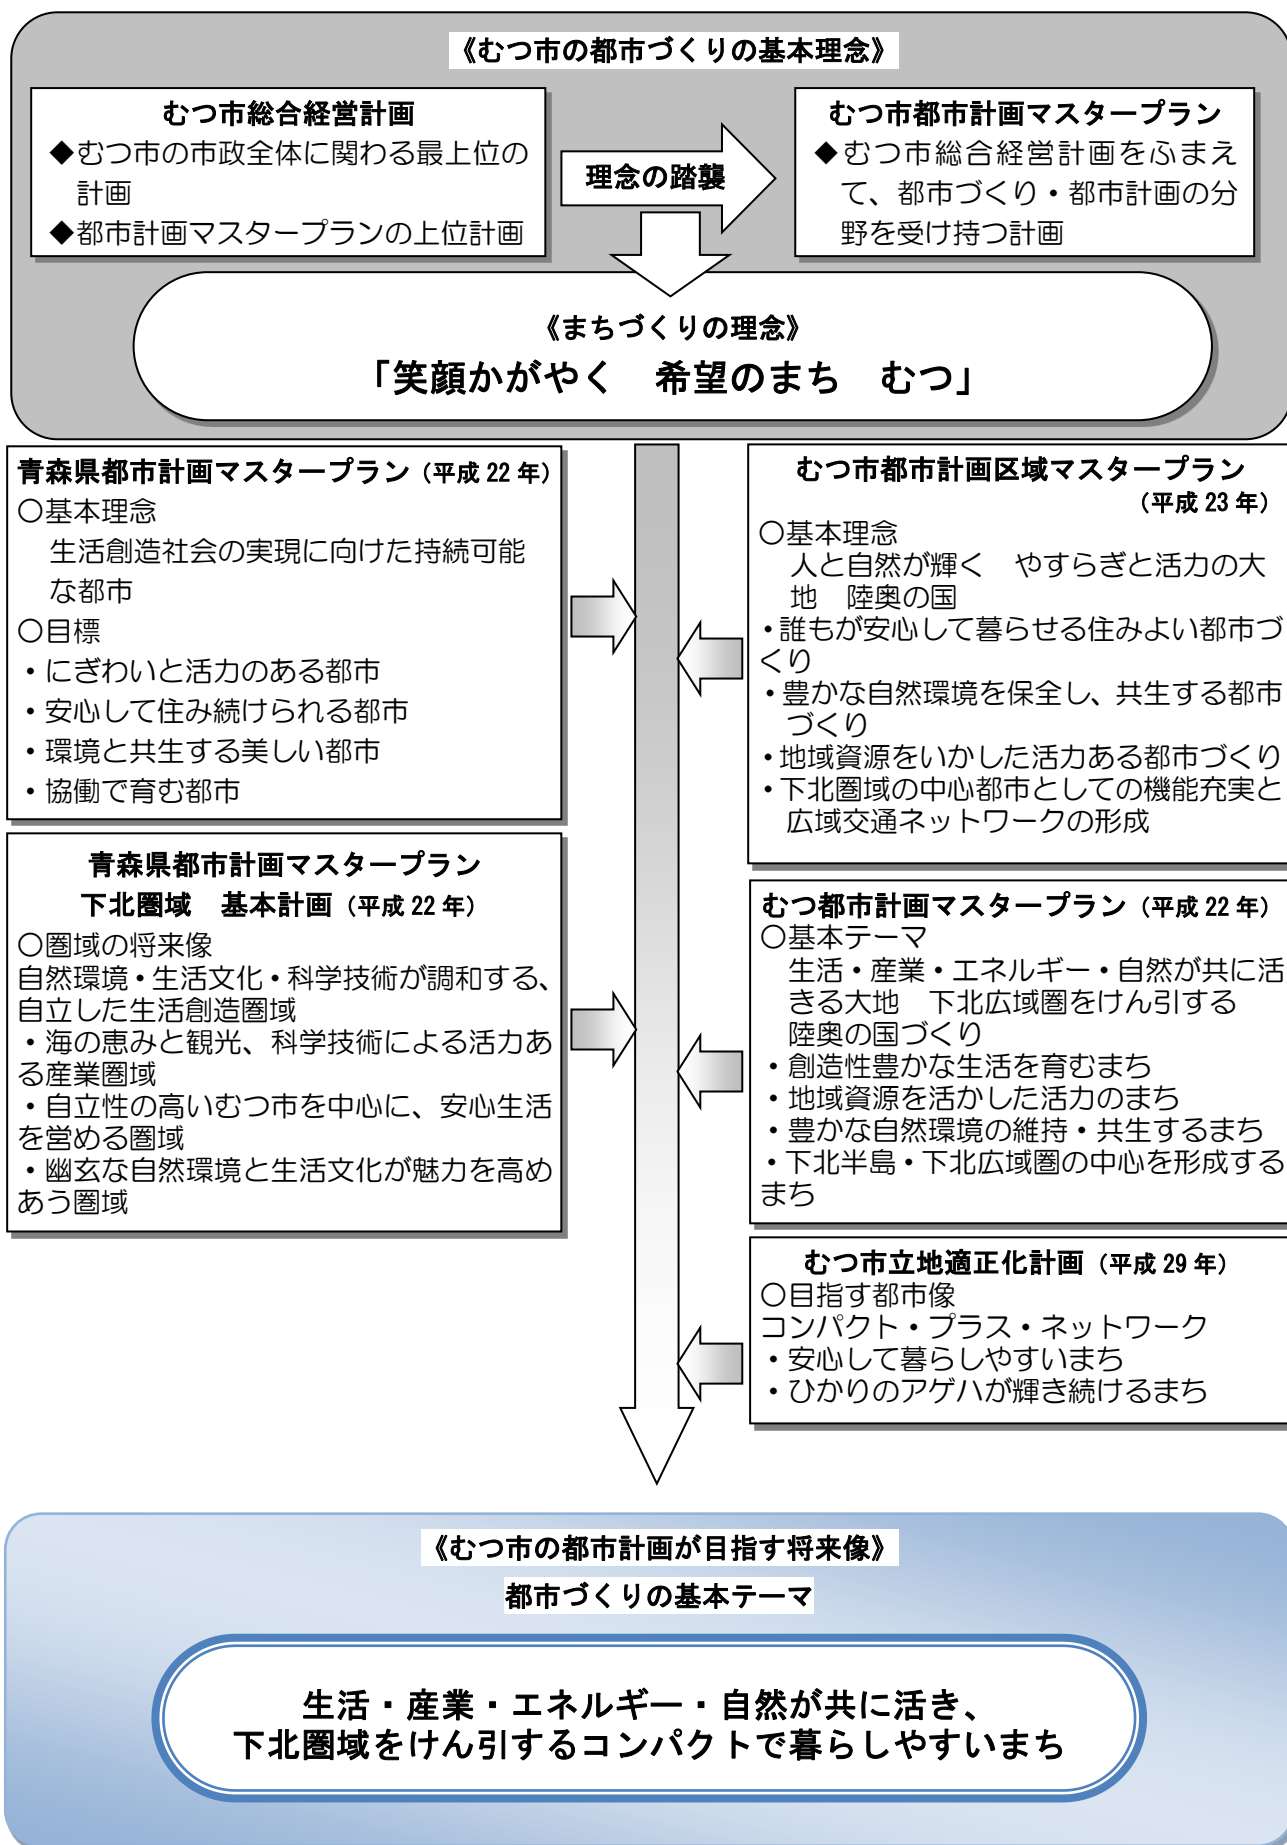 《むつ市の都市づくりの基本理念》
むつ市総合経営計画
◆むつ市の市政全体に関わる最上位の
計画
◆都市計画マスタープランの上位計画
理念の踏襲
むつ市都市計画マスタープラン
◆むつ市総合経営計画をふまえ
て、都市づくり・都市計画の分
野を受け持つ計画
《まちづくりの理念》
「笑顔かがやく　希望のまち　むつ」
青森県都市計画マスタープラン（平成 22 年）
○基本理念
生活創造社会の実現に向けた持続可能
な都市
○目標
・にぎわいと活力のある都市
・安心して住み続けられる都市
・環境と共生する美しい都市
・協働で育む都市
青森県都市計画マスタープラン
下北圏域　基本計画（平成 22 年）
○圏域の将来像
自然環境・生活文化・科学技術が調和する、
自立した生活創造圏域
・海の恵みと観光、科学技術による活力あ
る産業圏域
・自立性の高いむつ市を中心に、安心生活
を営める圏域
・幽玄な自然環境と生活文化が魅力を高め
あう圏域
むつ市都市計画区域マスタープラン
（平成 23 年）
○基本理念
人と自然が輝く　やすらぎと活力の大
地　陸奥の国
・誰もが安心して暮らせる住みよい都市づ
くり
・豊かな自然環境を保全し、共生する都市
づくり
・地域資源をいかした活力ある都市づくり
・下北圏域の中心都市としての機能充実と
広域交通ネットワークの形成
むつ都市計画マスタープラン（平成 22 年）
○基本テーマ
生活・産業・エネルギー・自然が共に活
きる大地　下北広域圏をけん引する
陸奥の国づくり
・創造性豊かな生活を育むまち
・地域資源を活かした活力のまち
・豊かな自然環境の維持・共生するまち
・下北半島・下北広域圏の中心を形成する
まち
むつ市立地適正化計画（平成 29 年）
○目指す都市像
コンパクト・プラス・ネットワーク
・安心して暮らしやすいまち
・ひかりのアゲハが輝き続けるまち
《むつ市の都市計画が目指す将来像》
都市づくりの基本テーマ
生活・産業・エネルギー・自然が共に活き、
下北圏域をけん引するコンパクトで暮らしやすいまち